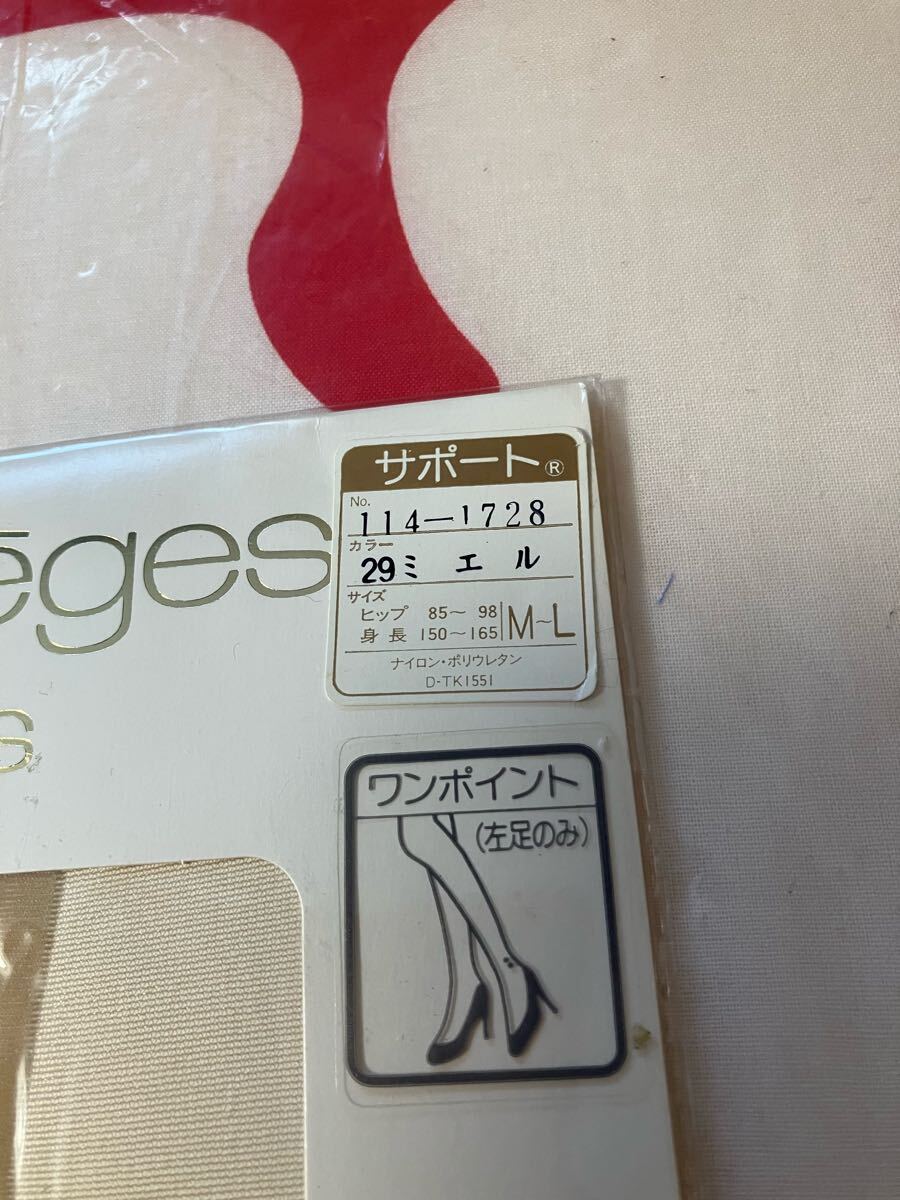 サポート®
No.
114-1728
カラー
29ミエル
サイズ
ヒップ 85〜98
身長 150〜165
M〜L
ナイロン・ポリウレタン
D-TK1551
ēges
s
ワンポイント
(左足のみ)